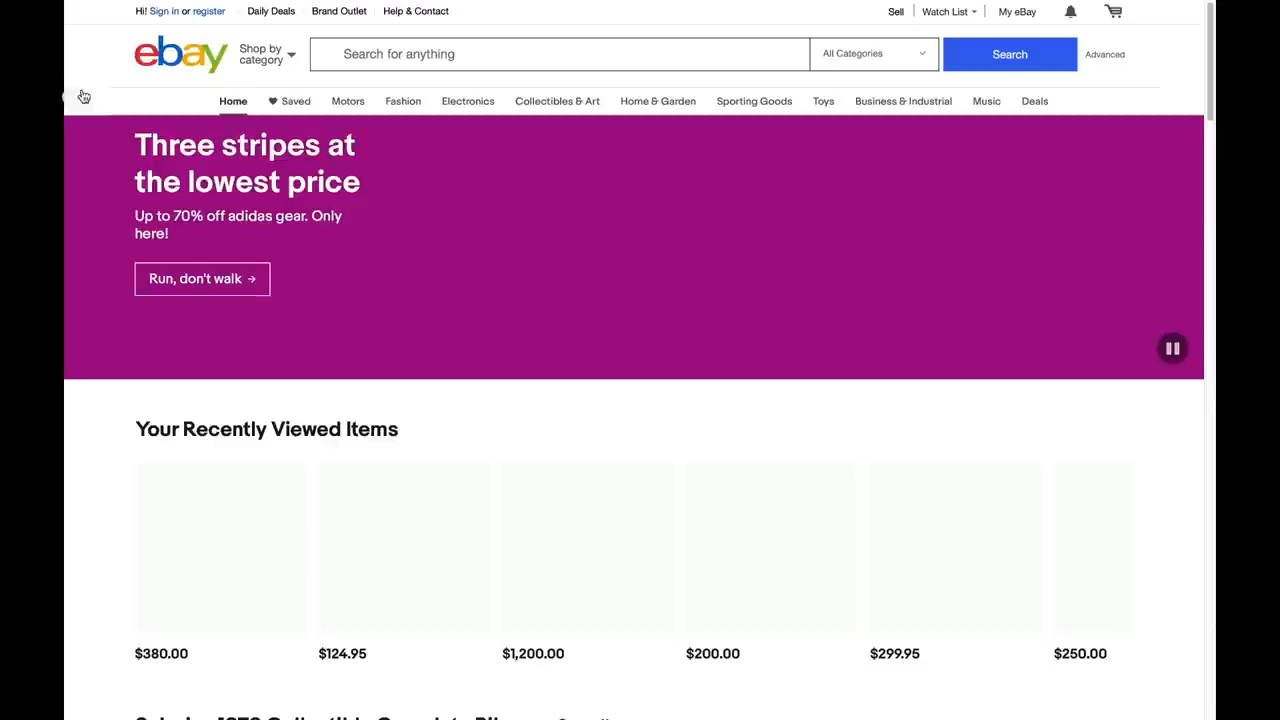 Hi! Sign in or register Daily Deals Brand Outlet Help & Contact Sell Watch List My eBay
ebay Shop by category Search for anything All Categories Search Advanced
Home Saved Motors Fashion Electronics Collectibles & Art Home & Garden Sporting Goods Toys Business & Industrial Music Deals
Three stripes at
the lowest price
Up to 70% off adidas gear. Only
here!
Run, don't walk →
Your Recently Viewed Items
$380.00 $124.95 $1,200.00 $200.00 $299.95 $250.00